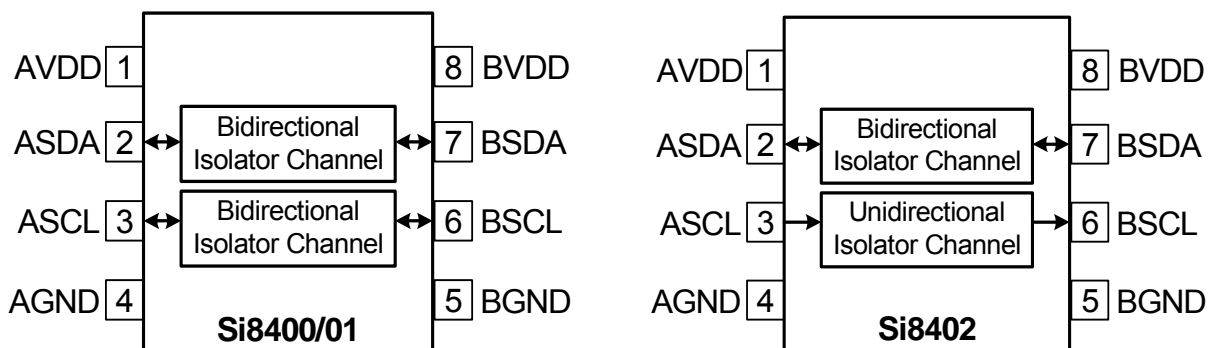 AVDD 1 8 BVDD
Bidirectional
Isolator Channel
ASDA 2 7 BSDA
Bidirectional
Isolator Channel
ASCL 3 6 BSCL
AGND 4 5 BGND
Si8400/01
AVDD 1 8 BVDD
Bidirectional
Isolator Channel
ASDA 2 7 BSDA
Unidirectional
Isolator Channel
ASCL 3 6 BSCL
AGND 4 5 BGND
Si8402